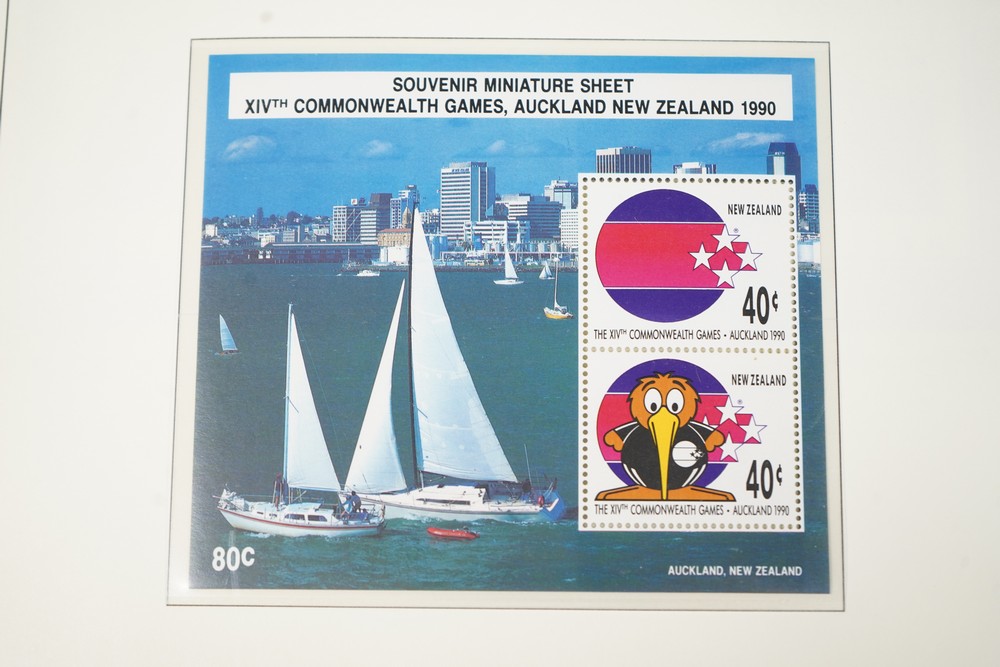 SOUVENIR MINIATURE SHEET
XIVTH COMMONWEALTH GAMES, AUCKLAND NEW ZEALAND 1990
NEW ZEALAND
®
40¢
THE XIVTH COMMONWEALTH GAMES • AUCKLAND 1990
NEW ZEALAND
®
40¢
THE XIVTH COMMONWEALTH GAMES • AUCKLAND 1990
80C
AUCKLAND, NEW ZEALAND